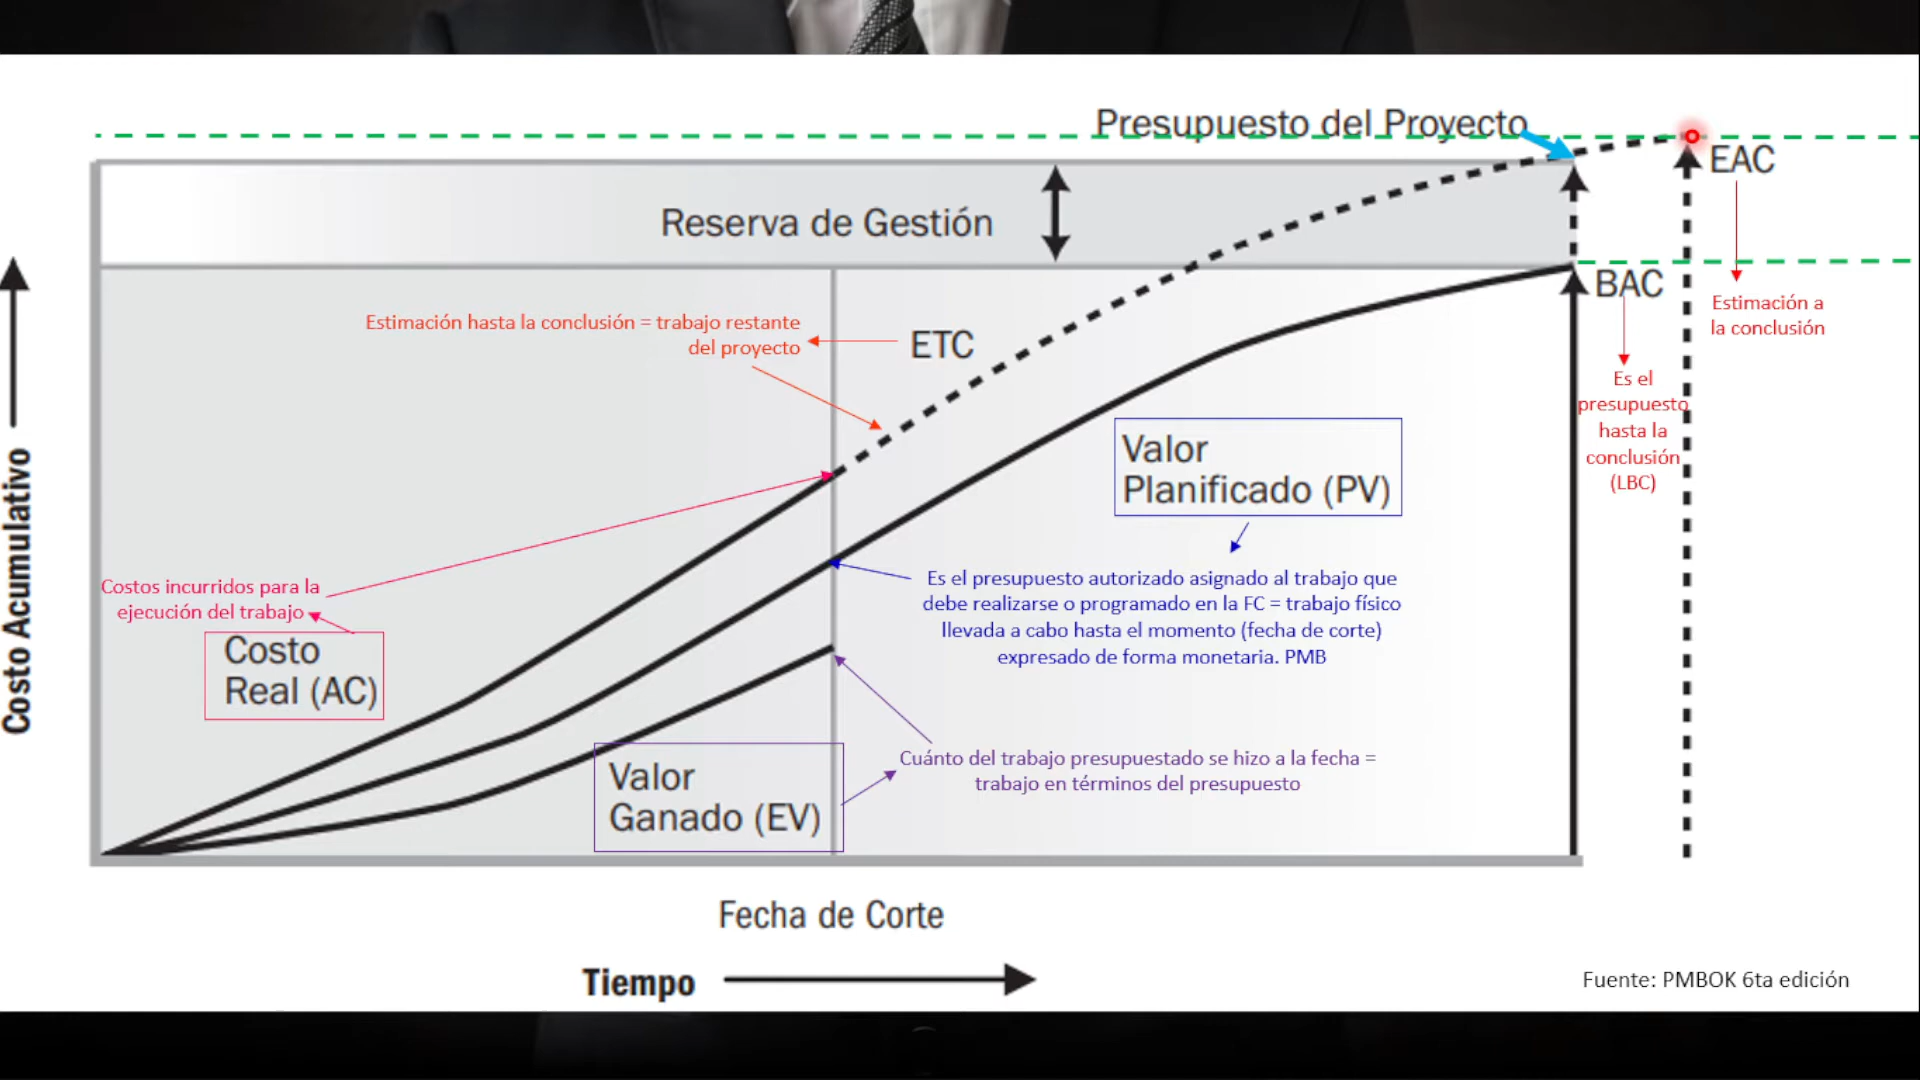 Presupuesto del Proyecto
EAC
Reserva de Gestión
BAC
Estimación a
la conclusión
Estimación hasta la conclusión = trabajo restante
del proyecto
ETC
Es el
presupuesto
hasta la
conclusión
(LBC)
Valor
Planificado (PV)
Costos incurridos para la
ejecución del trabajo
Es el presupuesto autorizado asignado al trabajo que
debe realizarse o programado en la FC = trabajo físico
llevada a cabo hasta el momento (fecha de corte)
expresado de forma monetaria. PMB
Costo
Real (AC)
Costo Acumulativo
Valor
Ganado (EV)
Cuánto del trabajo presupuestado se hizo a la fecha =
trabajo en términos del presupuesto
Fecha de Corte
Tiempo
Fuente: PMBOK 6ta edición